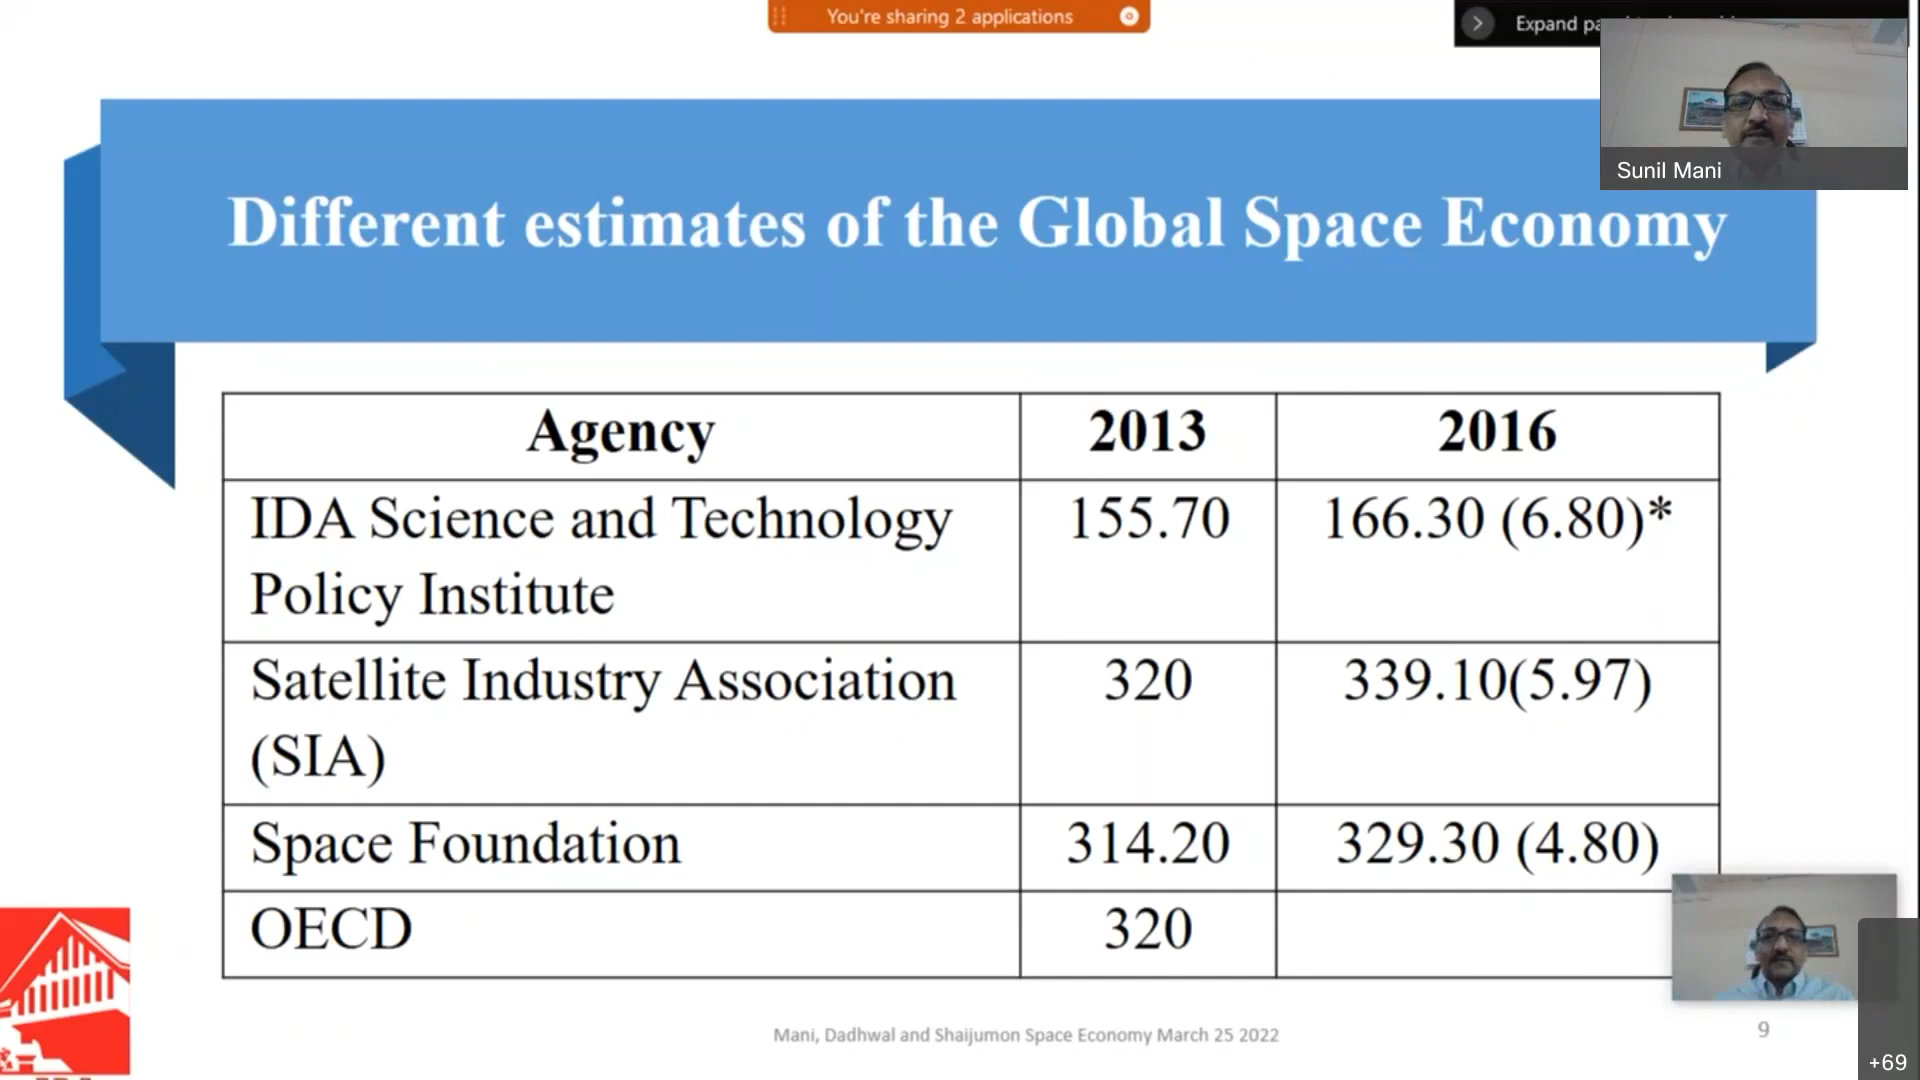 You're sharing 2 applications
Expand
Sunil Mani
Different estimates of the Global Space Economy
Agency 2013 2016
IDA Science and Technology 155.70 166.30 (6.80)*
Policy Institute
Satellite Industry Association 320 339.10(5.97)
(SIA)
Space Foundation 314.20 329.30 (4.80)
OECD 320
Mani, Dadhwal and Shaijumon Space Economy March 25 2022
9
+69